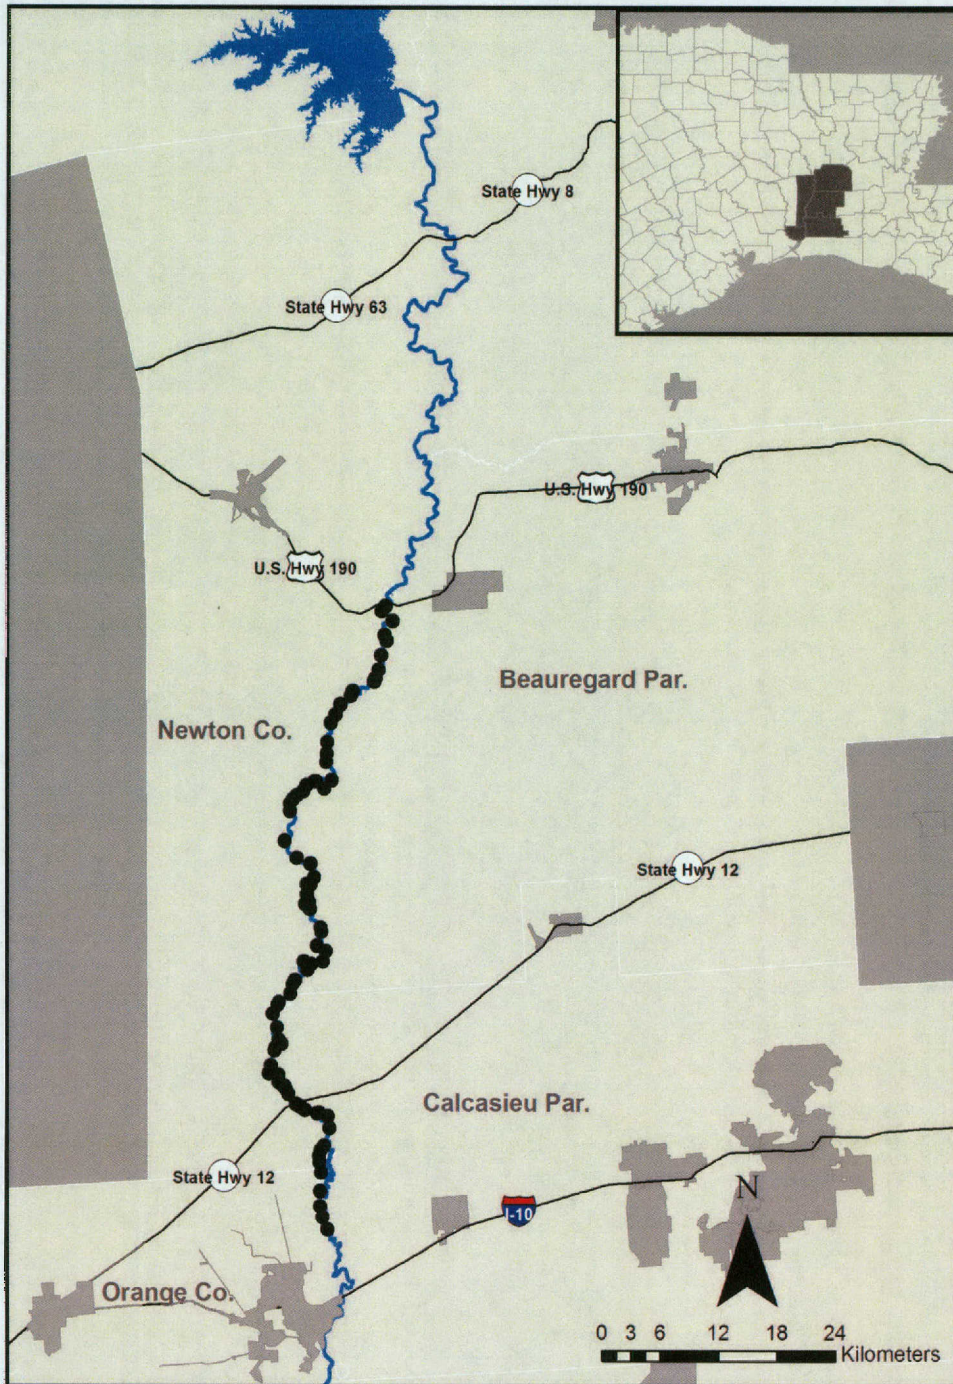 State Hwy 8
State Hwy 63
U.S. Hwy 190
U.S. Hwy 190
Beauregard Par.
Newton Co.
State Hwy 12
Calcasieu Par.
State Hwy 12
N
I-10
Orange Co.
0 3 6 12 18 24
Kilometers